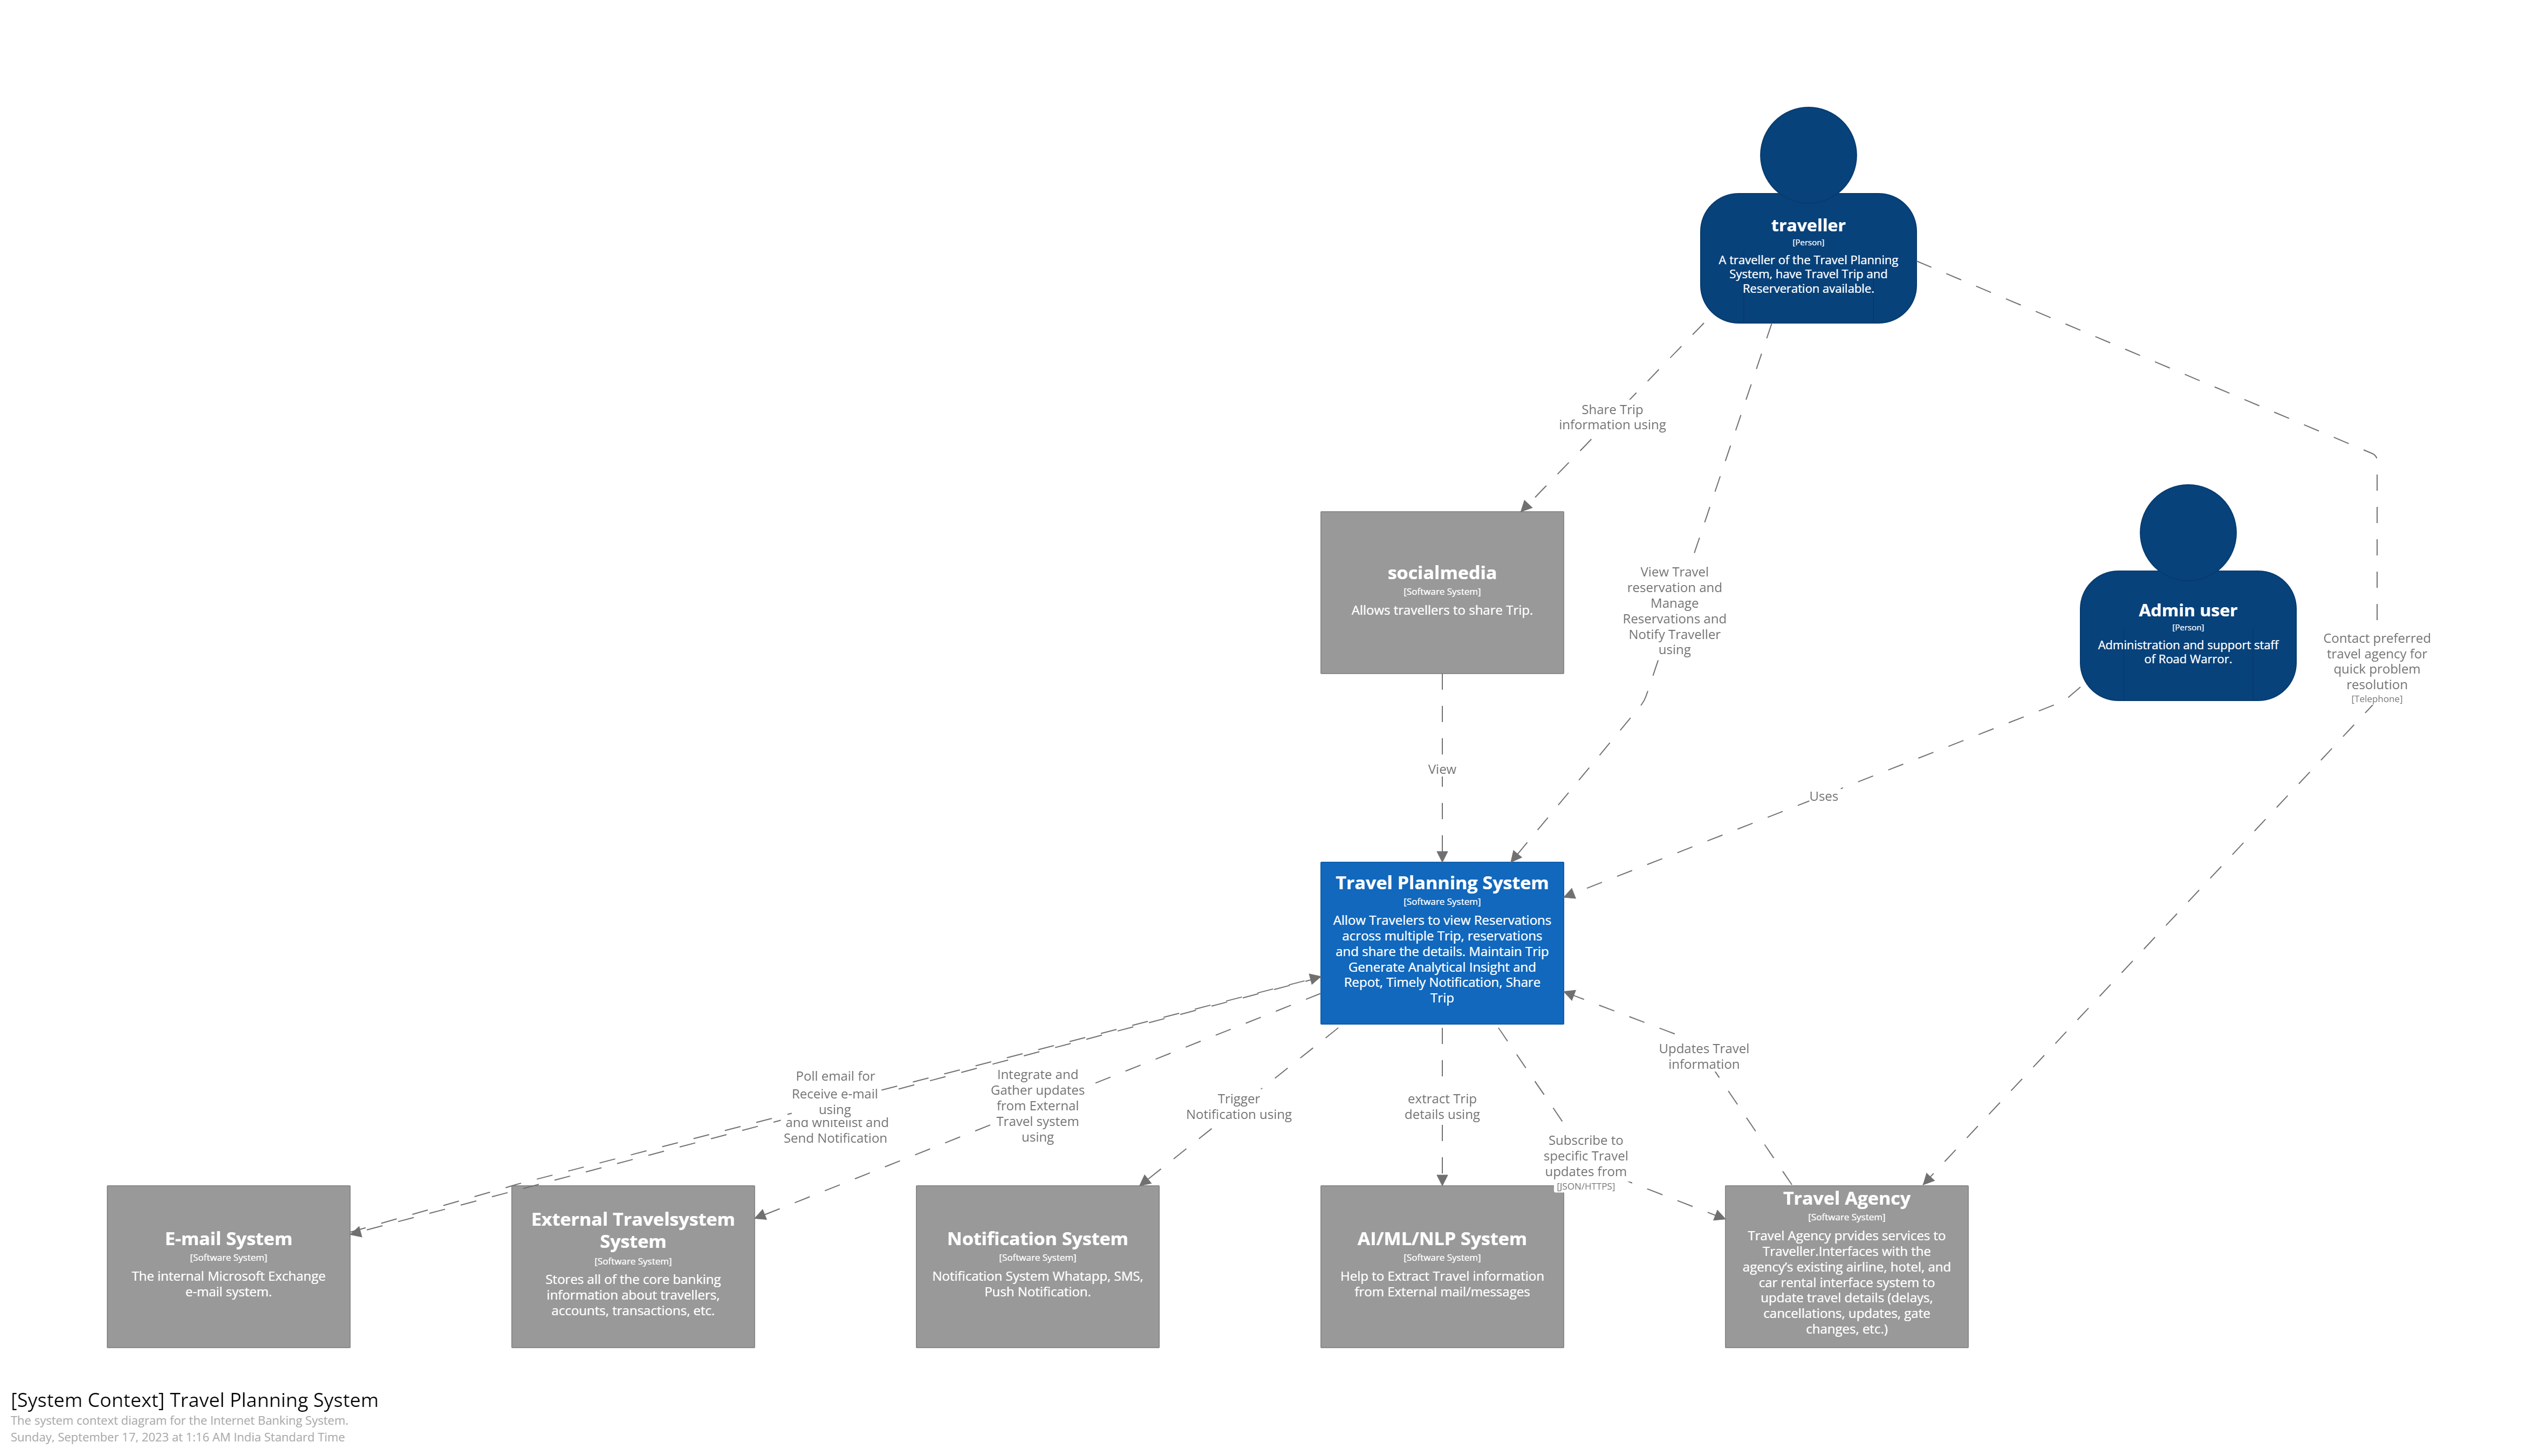 traveller
[Person]
A traveller of the Travel Planning
System, have Travel Trip and
Reserveration available.
Share Trip
information using
socialmedia
[Software System]
Allows travellers to share Trip.
View Travel
reservation and
Manage
Reservations and
Notify Traveller
using
Admin user
[Person]
Administration and support staff
of Road Warror.
Contact preferred
travel agency for
quick problem
resolution
[Telephone]
View
Uses
Travel Planning System
[Software System]
Allow Travelers to view Reservations
across multiple Trip, reservations
and share the details. Maintain Trip
Generate Analytical Insight and
Repot, Timely Notification, Share
Trip
Poll email for
Receive e-mail
using
and whitelist and
Send Notification
Integrate and
Gather updates
from External
Travel system
using
Trigger
Notification using
extract Trip
details using
Subscribe to
specific Travel
updates from
[JSON/HTTPS]
Updates Travel
information
E-mail System
[Software System]
The internal Microsoft Exchange
e-mail system.
External Travelsystem
System
[Software System]
Stores all of the core banking
information about travellers,
accounts, transactions, etc.
Notification System
[Software System]
Notification System Whatapp, SMS,
Push Notification.
AI/ML/NLP System
[Software System]
Help to Extract Travel information
from External mail/messages
Travel Agency
[Software System]
Travel Agency prvides services to
Traveller.Interfaces with the
agency’s existing airline, hotel, and
car rental interface system to
update travel details (delays,
cancellations, updates, gate
changes, etc.)
[System Context] Travel Planning System
The system context diagram for the Internet Banking System.
Sunday, September 17, 2023 at 1:16 AM India Standard Time